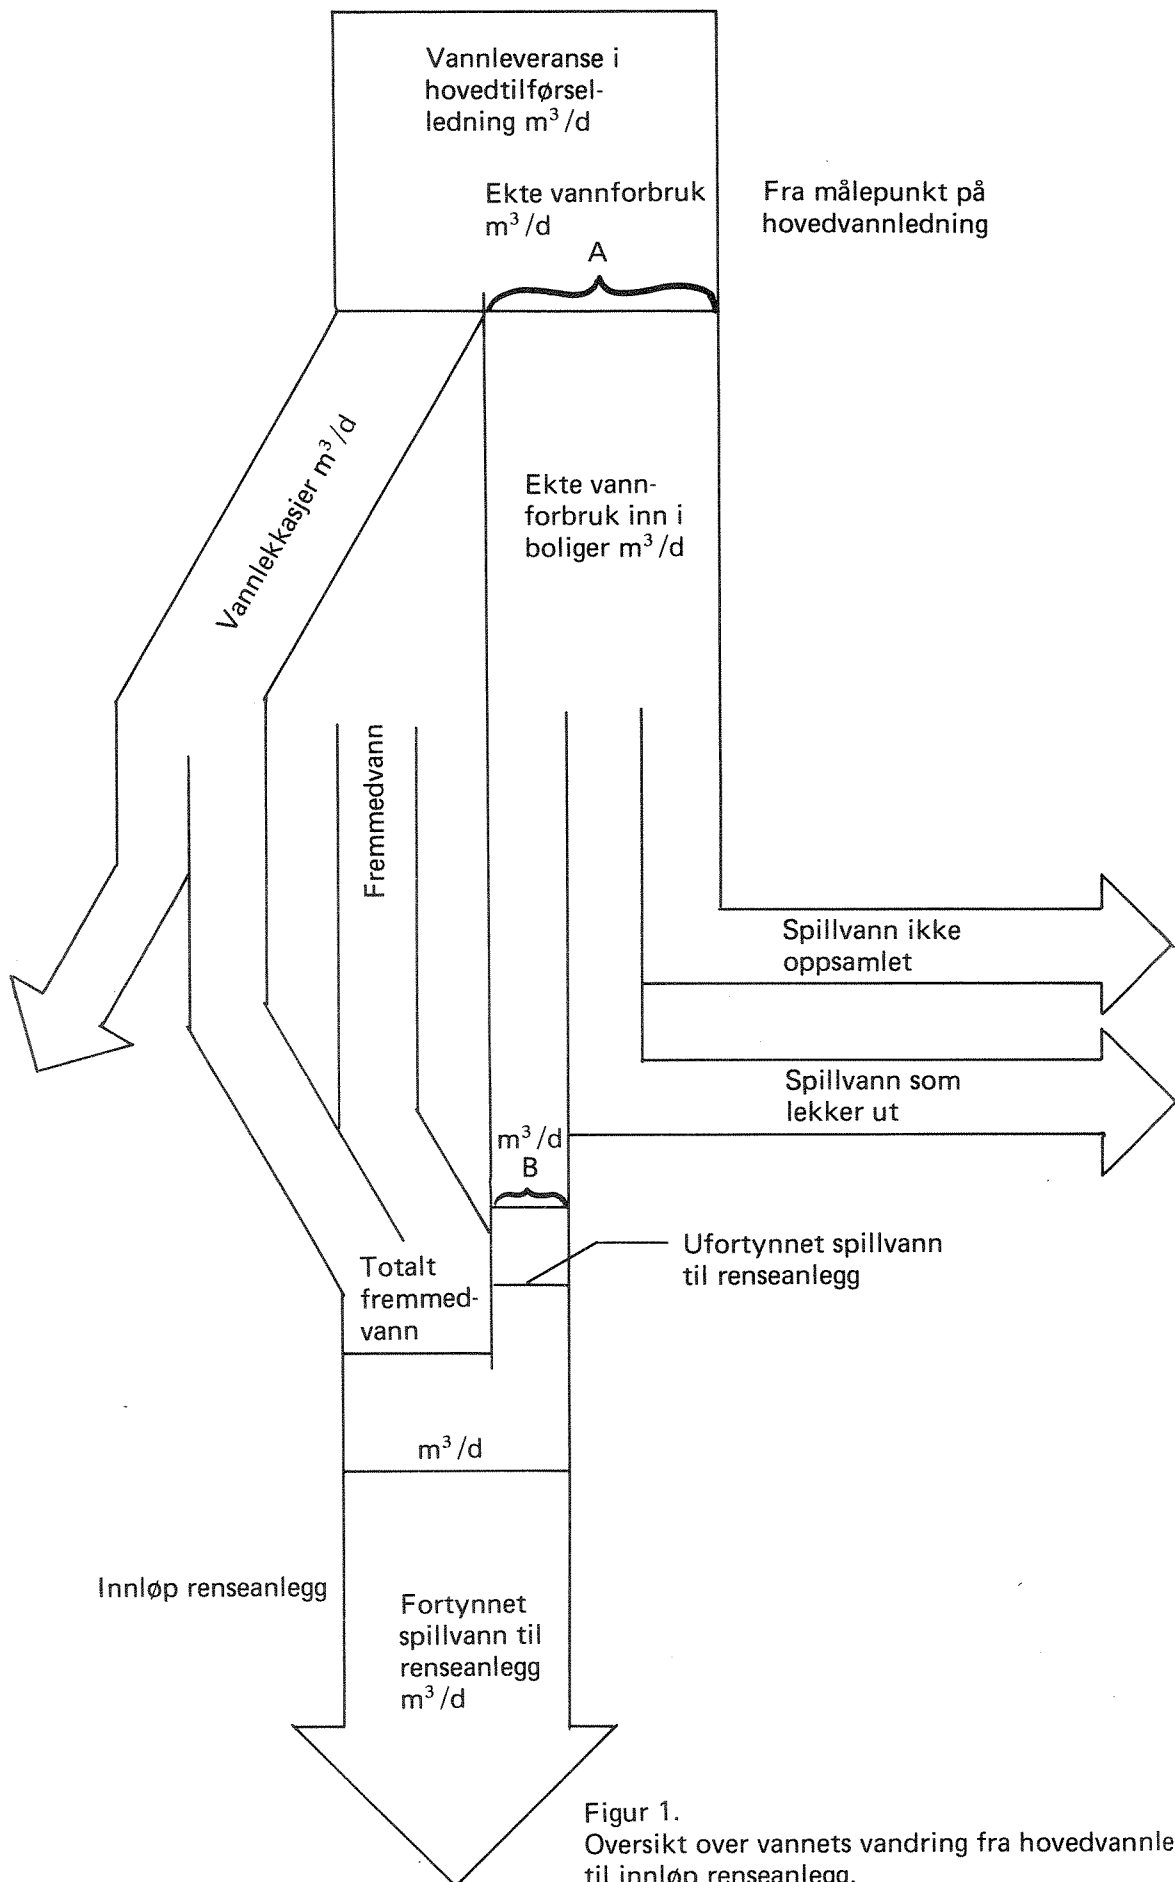 Vannleveranse i
hovedtilførsel-
ledning m³/d
Ekte vannforbruk
m³/d
A
Fra målepunkt på
hovedvannledning
Vannlekkasjer m³/d
Ekte vann-
forbruk inn i
boliger m³/d
Fremmedvann
Spillvann ikke
oppsamlet
Spillvann som
lekker ut
m³/d
B
Ufortynnet spillvann
til renseanlegg
Totalt
fremmed-
vann
m³/d
Innløp renseanlegg
Fortynnet
spillvann til
renseanlegg
m³/d
Figur 1.
Oversikt over vannets vandring fra hovedvannle
til innløp renseanlegg.